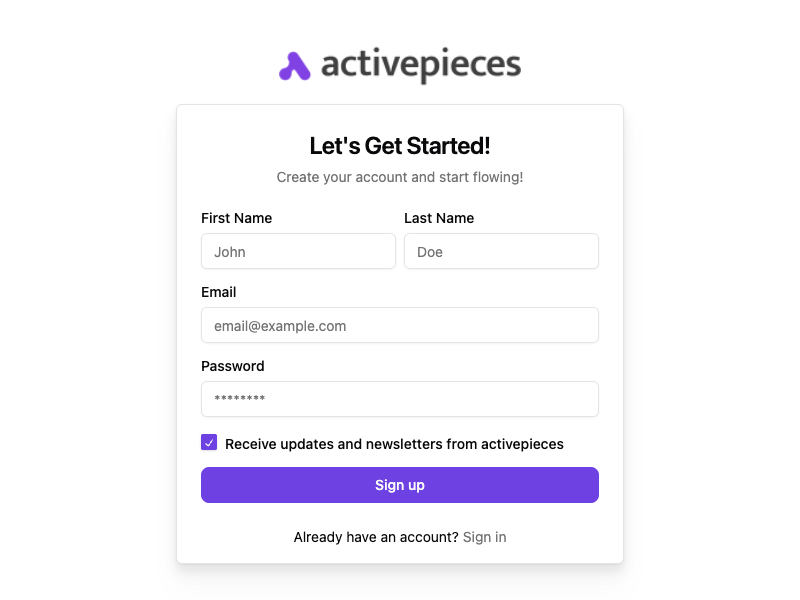 activepieces
Let's Get Started!
Create your account and start flowing!
First Name
Last Name
John
Doe
Email
email@example.com
Password
********
Receive updates and newsletters from activepieces
Sign up
Already have an account? Sign in